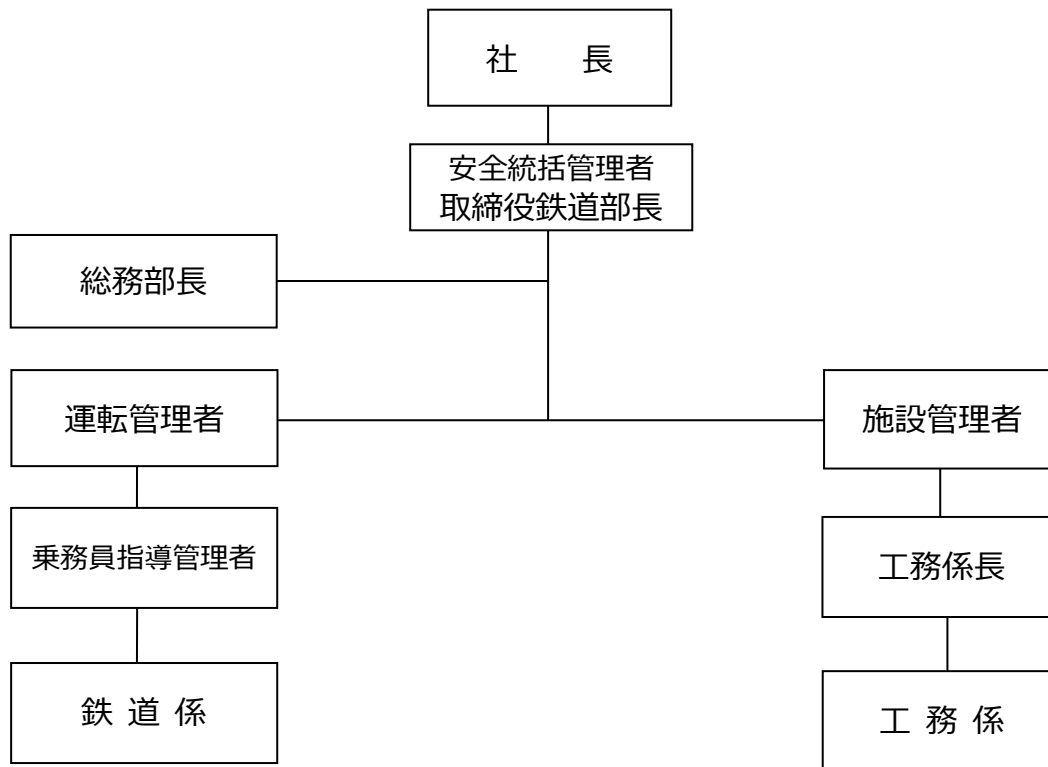 社　　長
安全統括管理者
取締役鉄道部長
総務部長
運転管理者
施設管理者
乗務員指導管理者
工務係長
鉄 道 係
工 務 係